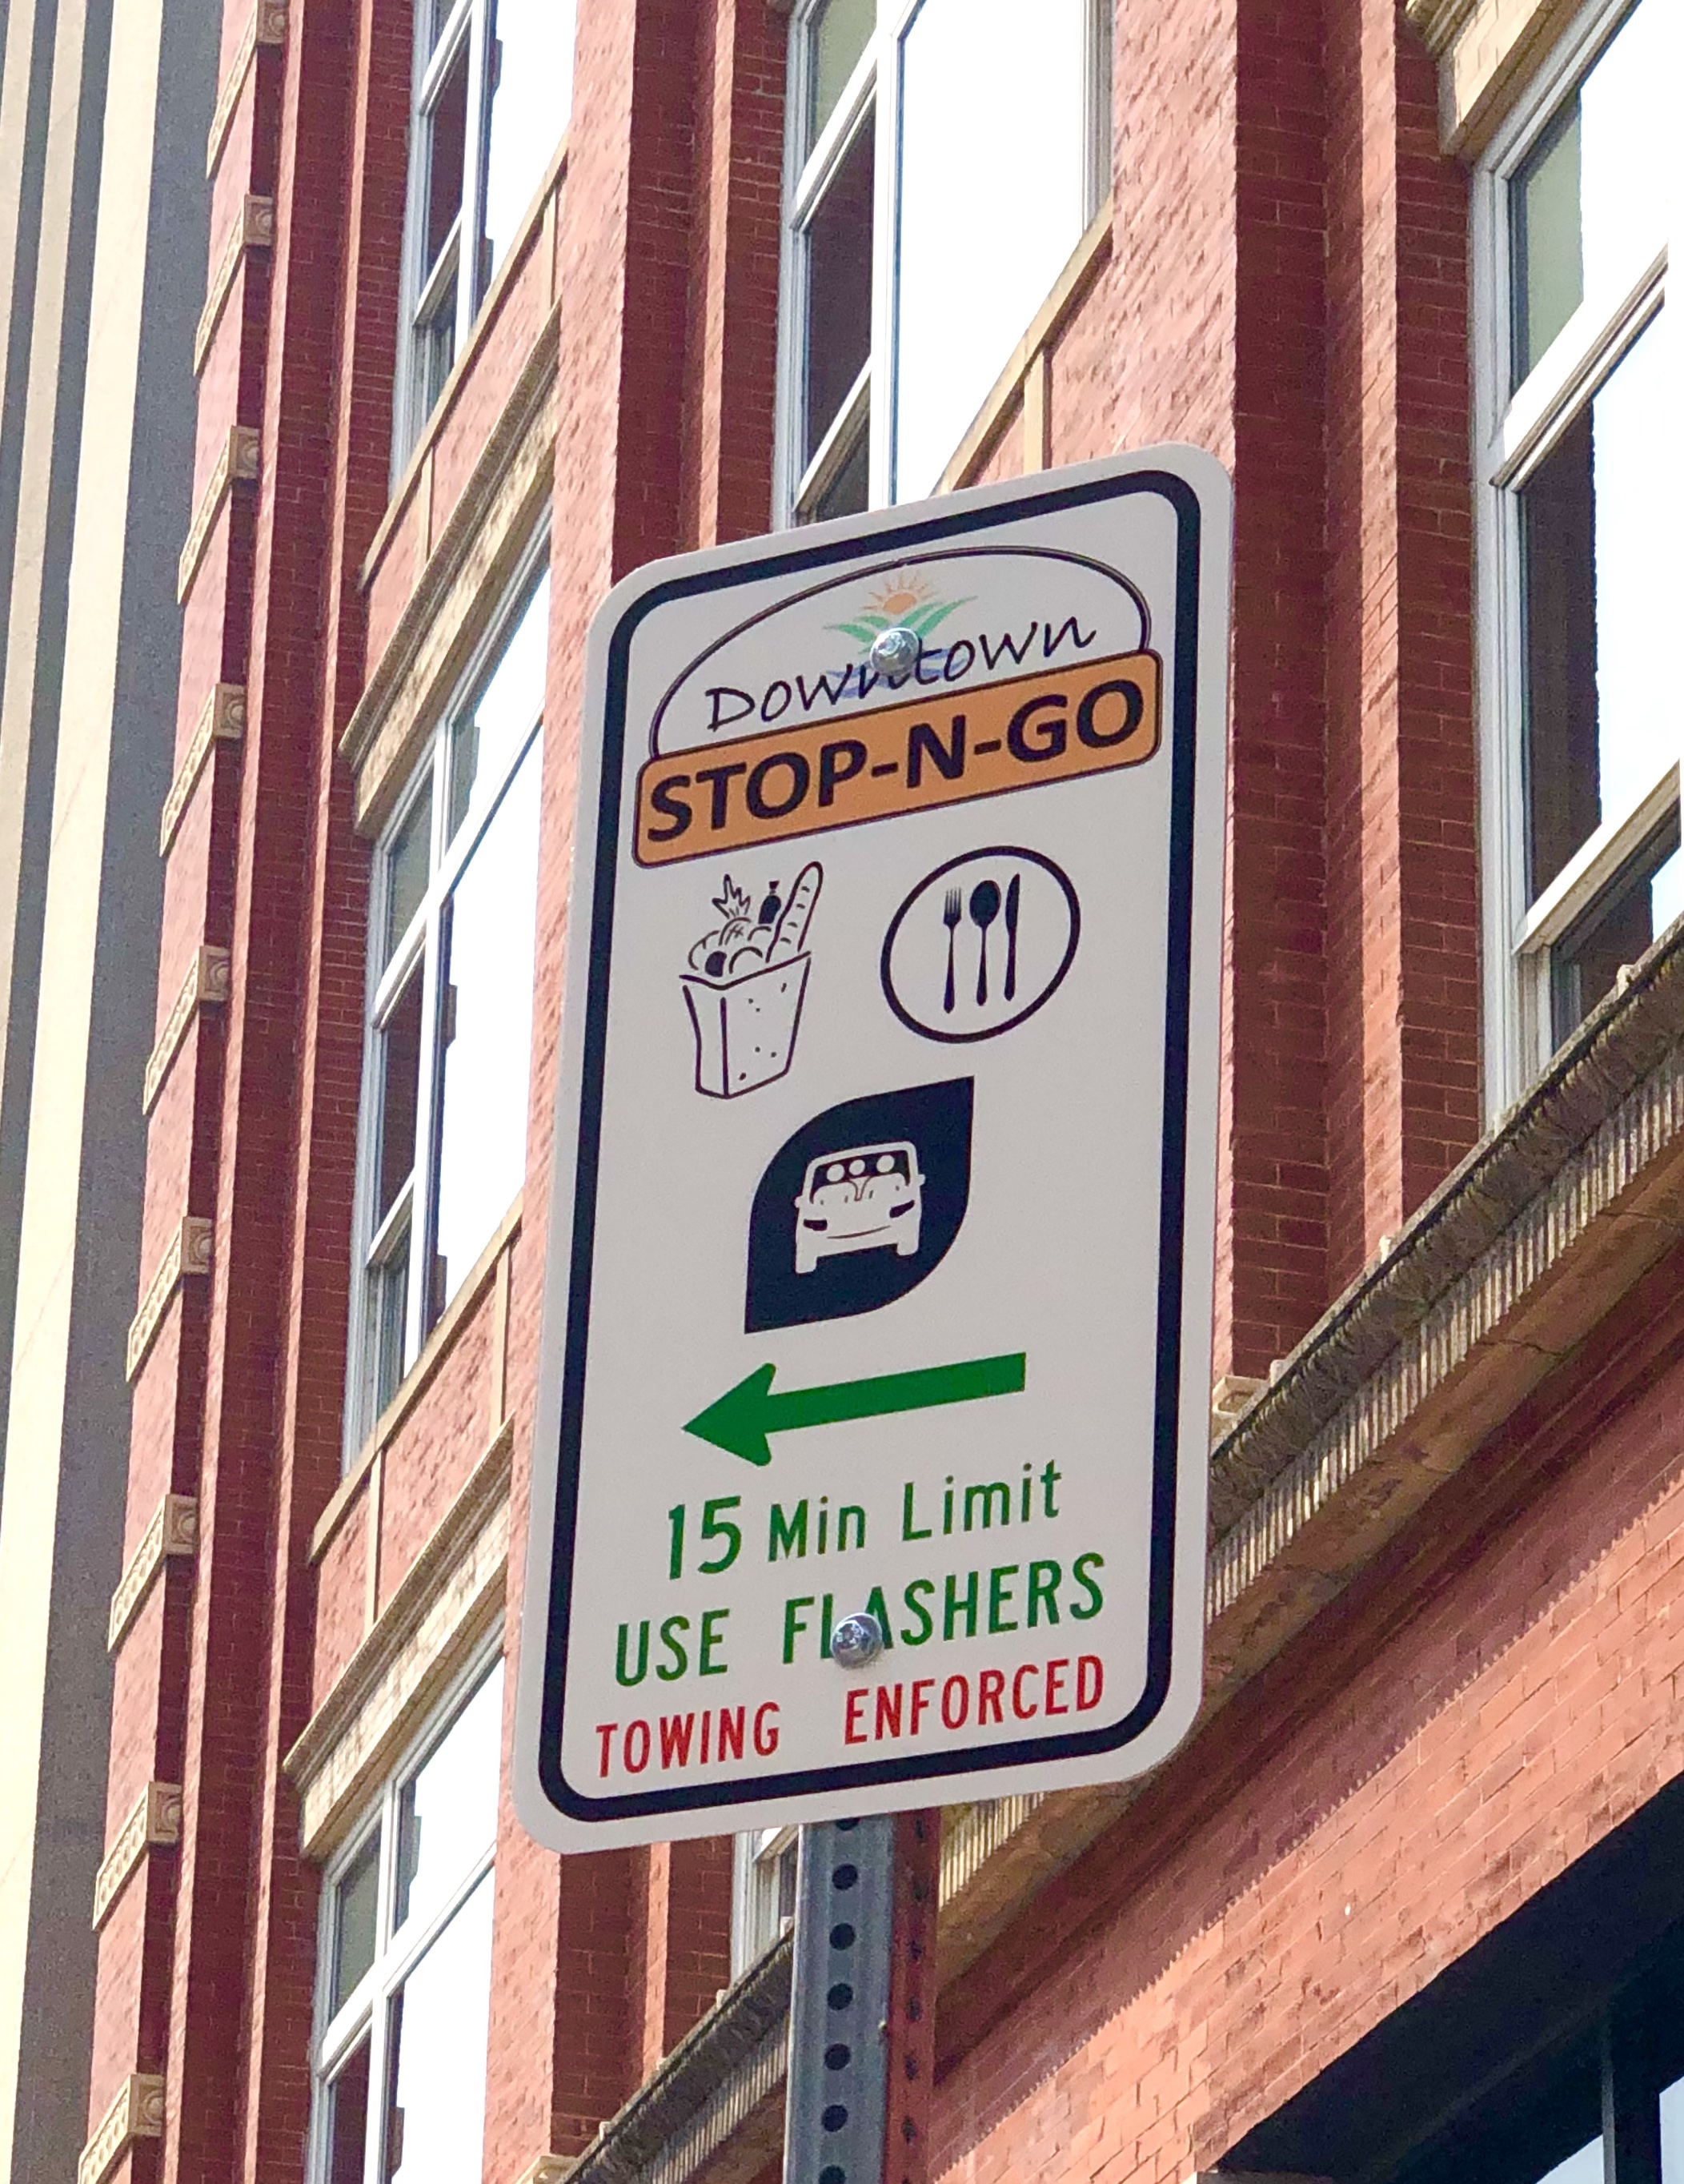 Downtown
STOP-N-GO
15 Min Limit
USE FLASHERS
TOWING ENFORCED